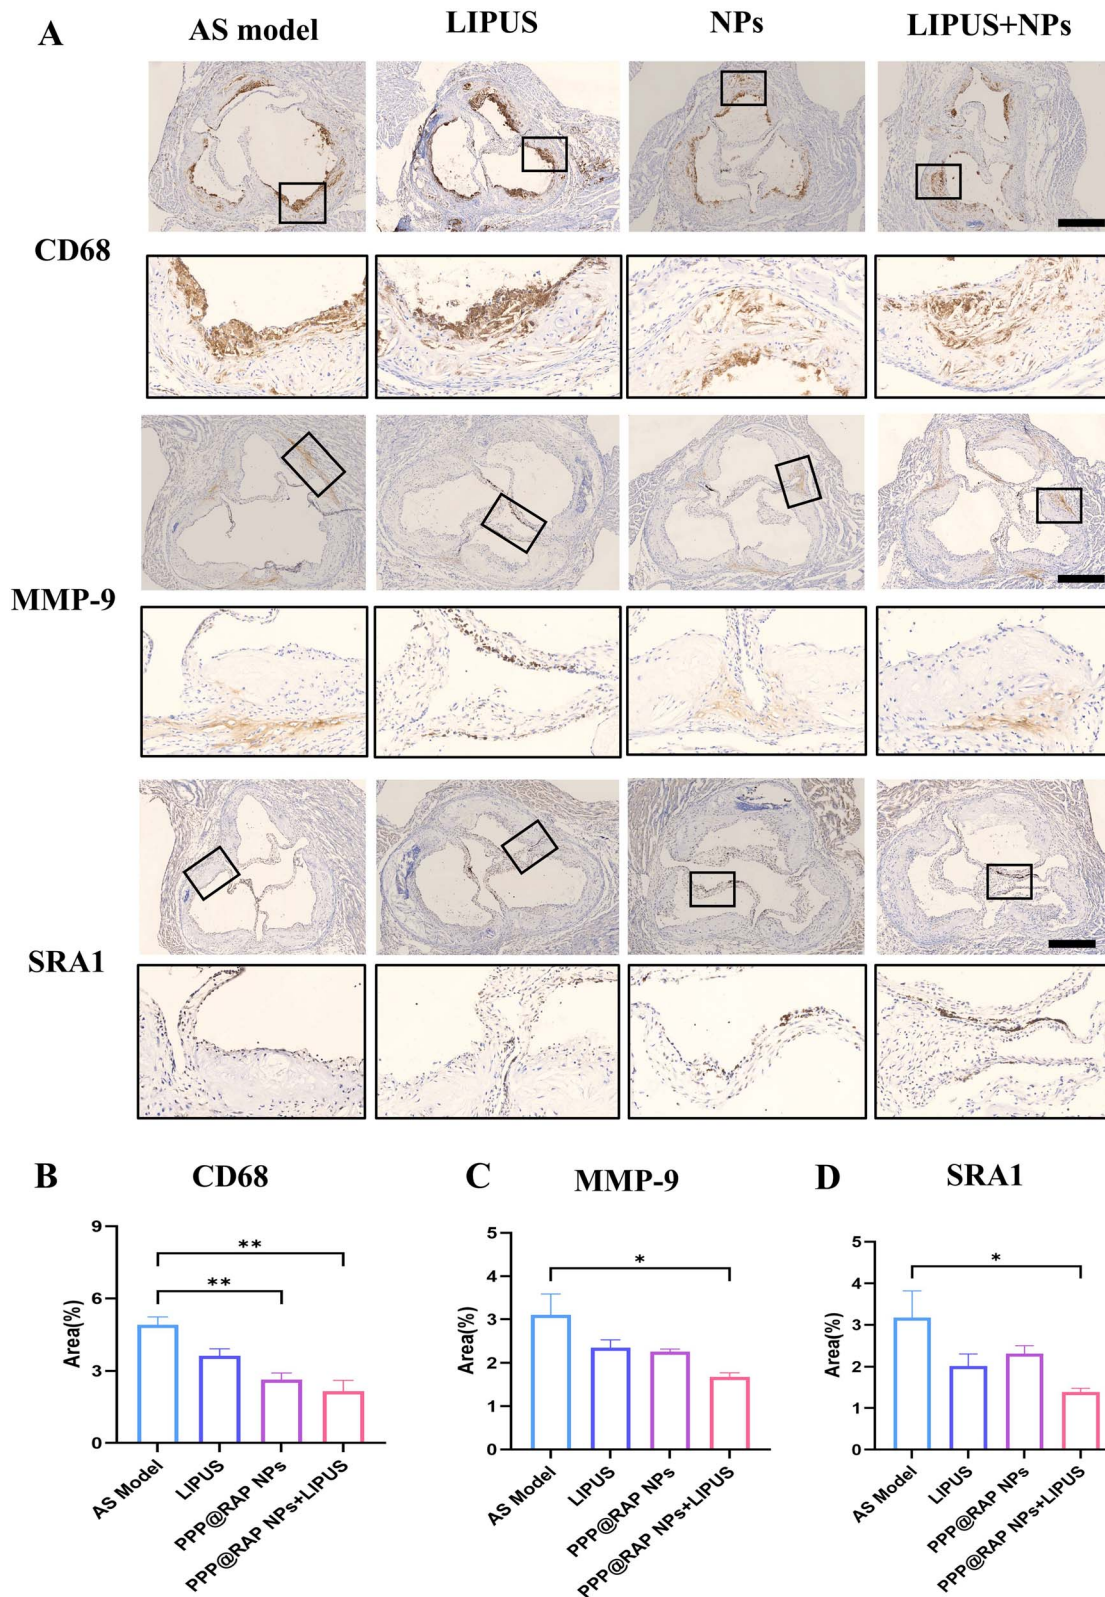 A
AS model
LIPUS
NPs
LIPUS+NPs
CD68
MMP-9
SRA1
B
CD68
Area(%)
9
6
3
0
**
**
AS Model
LIPUS
PPP@RAP NPs
PPP@RAP NPs+LIPUS
C
MMP-9
Area(%)
5
4
3
2
1
0
*
AS Model
LIPUS
PPP@RAP NPs
PPP@RAP NPs+LIPUS
D
SRA1
Area(%)
5
4
3
2
1
0
*
AS Model
LIPUS
PPP@RAP NPs
PPP@RAP NPs+LIPUS